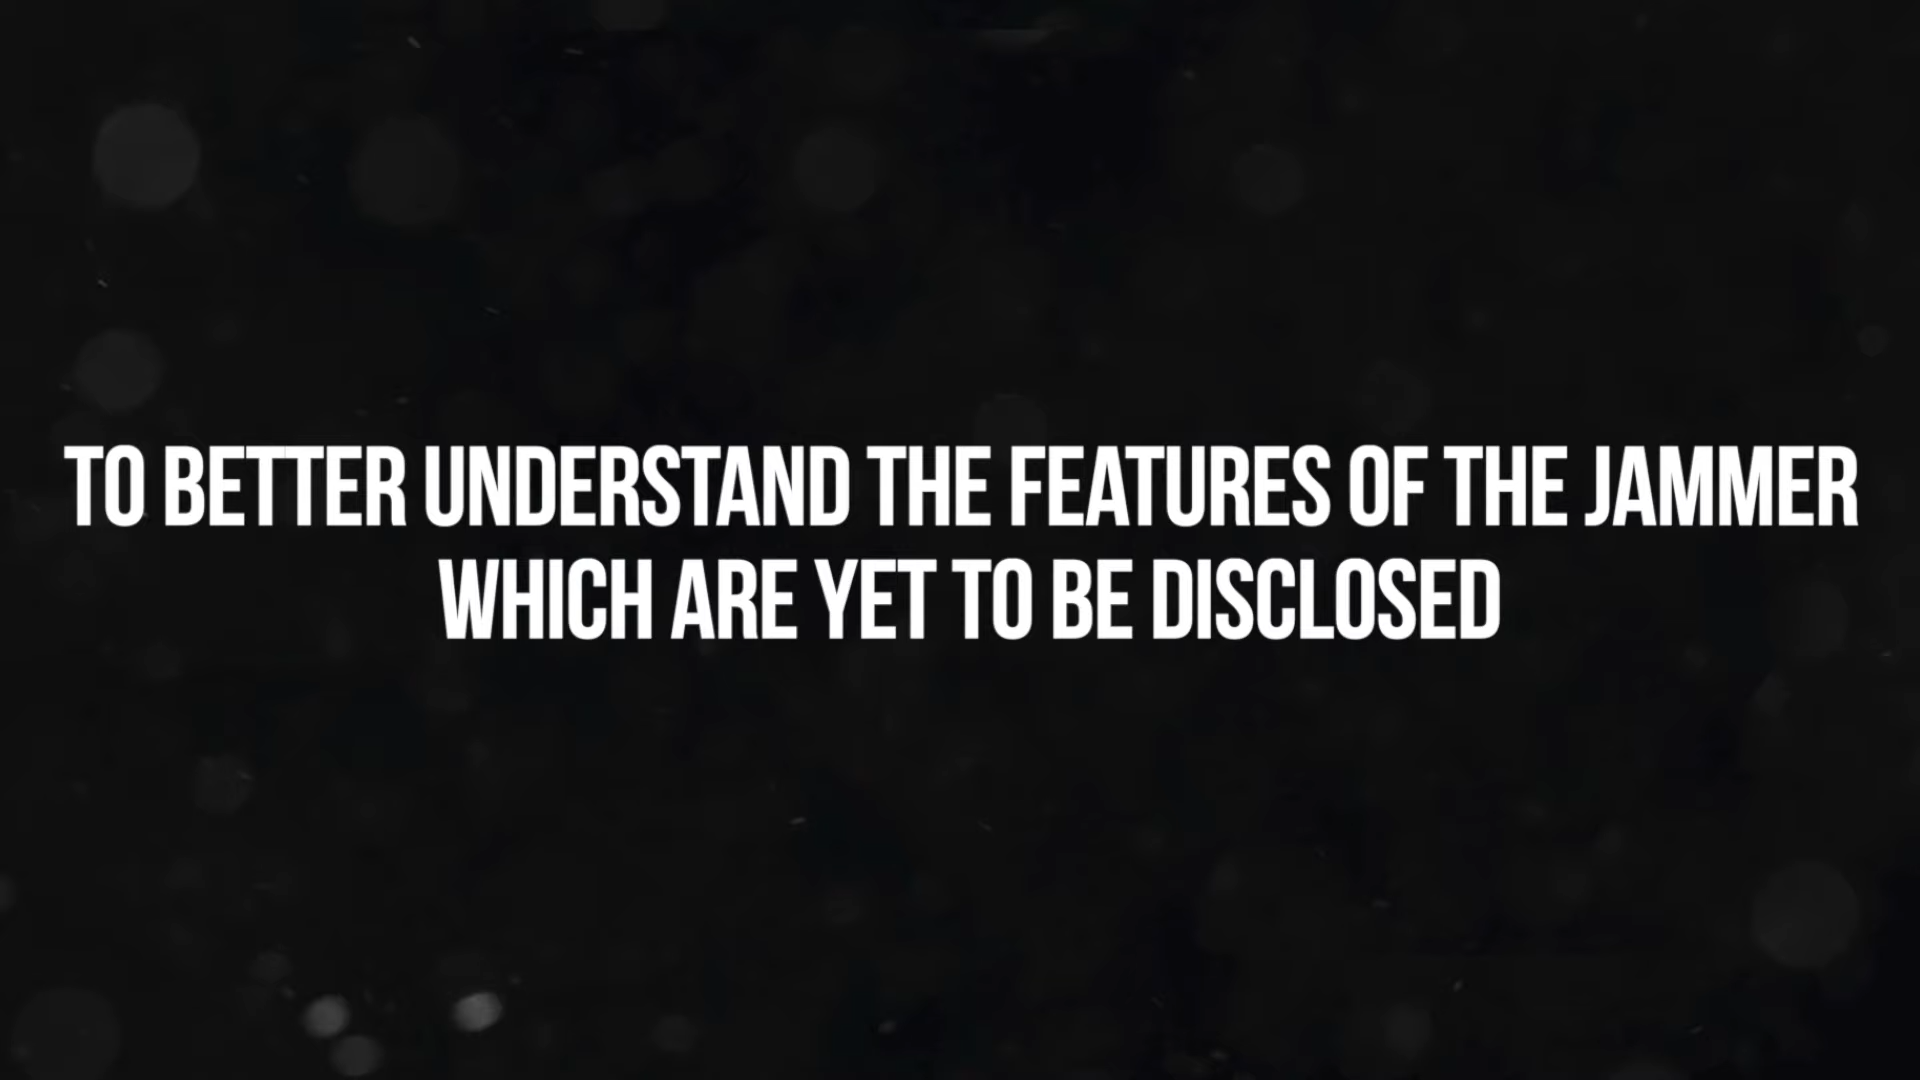 TO BETTER UNDERSTAND THE FEATURES OF THE JAMMER
WHICH ARE YET TO BE DISCLOSED